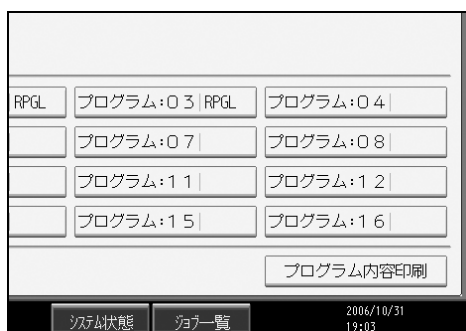 RPGL プログラム:03 RPGL プログラム:04
プログラム:07 プログラム:08
プログラム:11 プログラム:12
プログラム:15 プログラム:16
プログラム内容印刷
システム状態 ジョブ一覧 2006/10/31
19:03